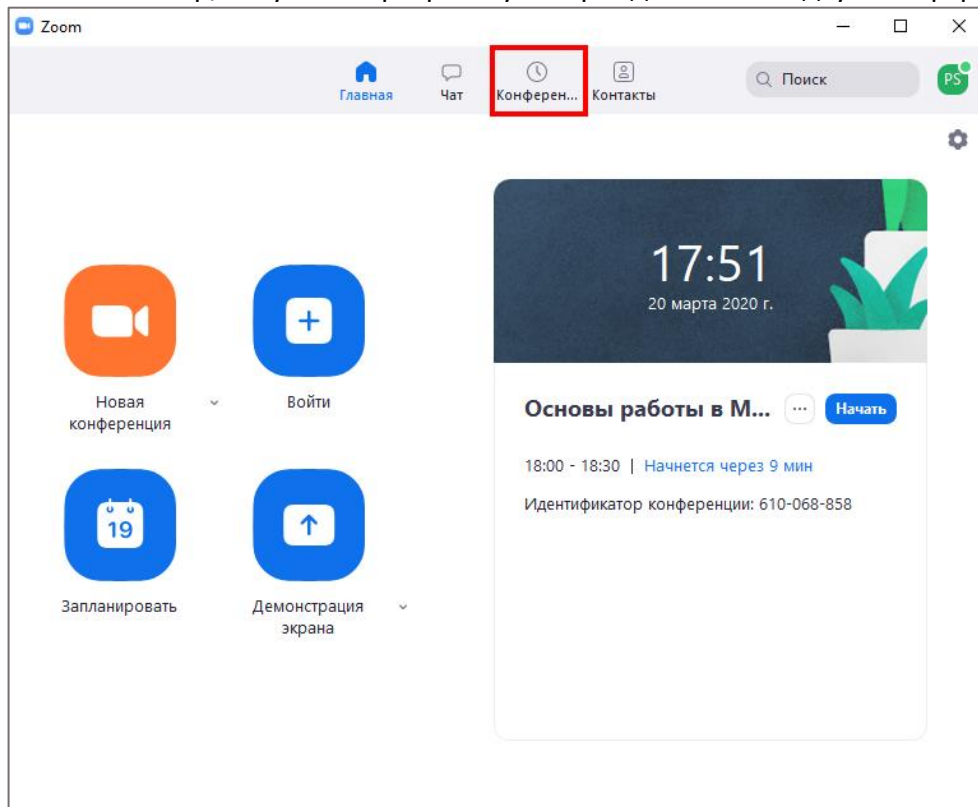 Zoom
Главная
Чат
Конферен...
Контакты
Поиск
PS
17:51
20 марта 2020 г.
Новая
конференция
Войти
Основы работы в М...
Начать
18:00 - 18:30 | Начнется через 9 мин
Идентификатор конференции: 610-068-858
19
Запланировать
Демонстрация
экрана